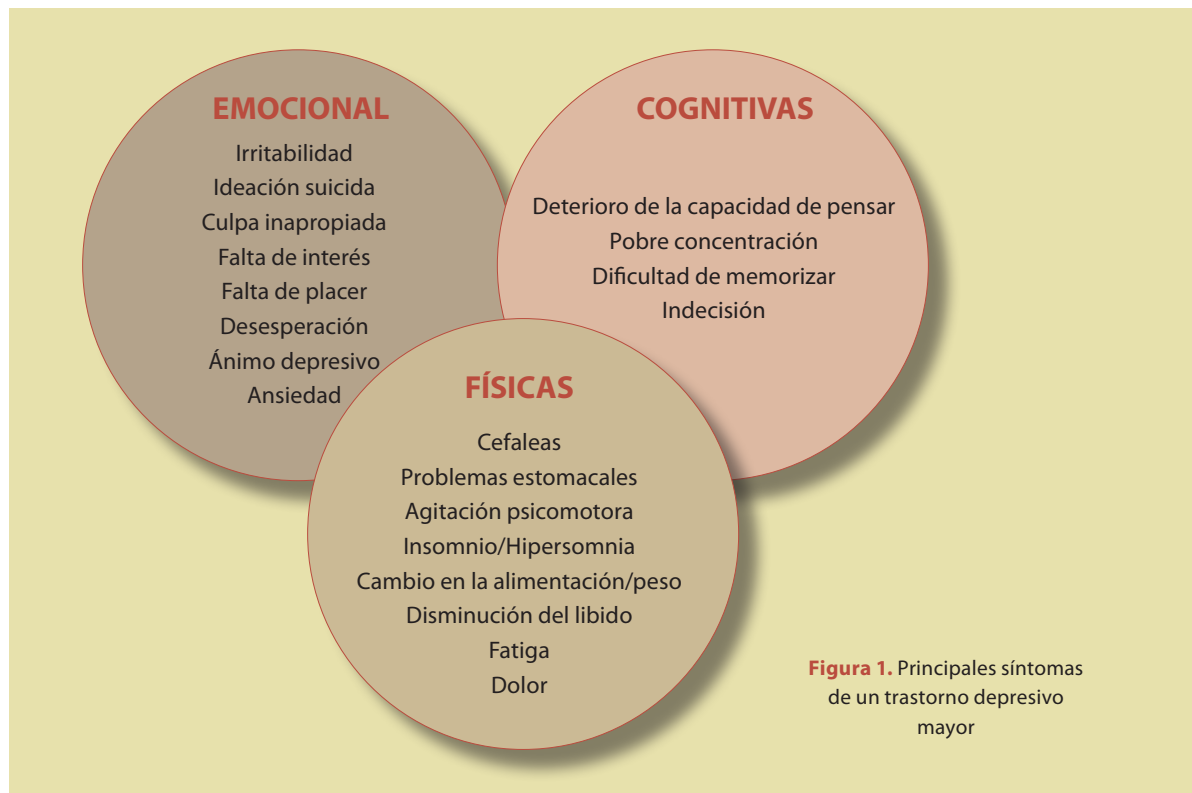 EMOCIONAL
Irritabilidad
Ideación suicida
Culpa inapropiada
Falta de interés
Falta de placer
Desesperación
Ánimo depresivo
Ansiedad
COGNITIVAS
Deterioro de la capacidad de pensar
Pobre concentración
Dificultad de memorizar
Indecisión
FÍSICAS
Cefaleas
Problemas estomacales
Agitación psicomotora
Insomnio/Hipersomnia
Cambio en la alimentación/peso
Disminución del libido
Fatiga
Dolor
Figura 1. Principales síntomas
de un trastorno depresivo
mayor